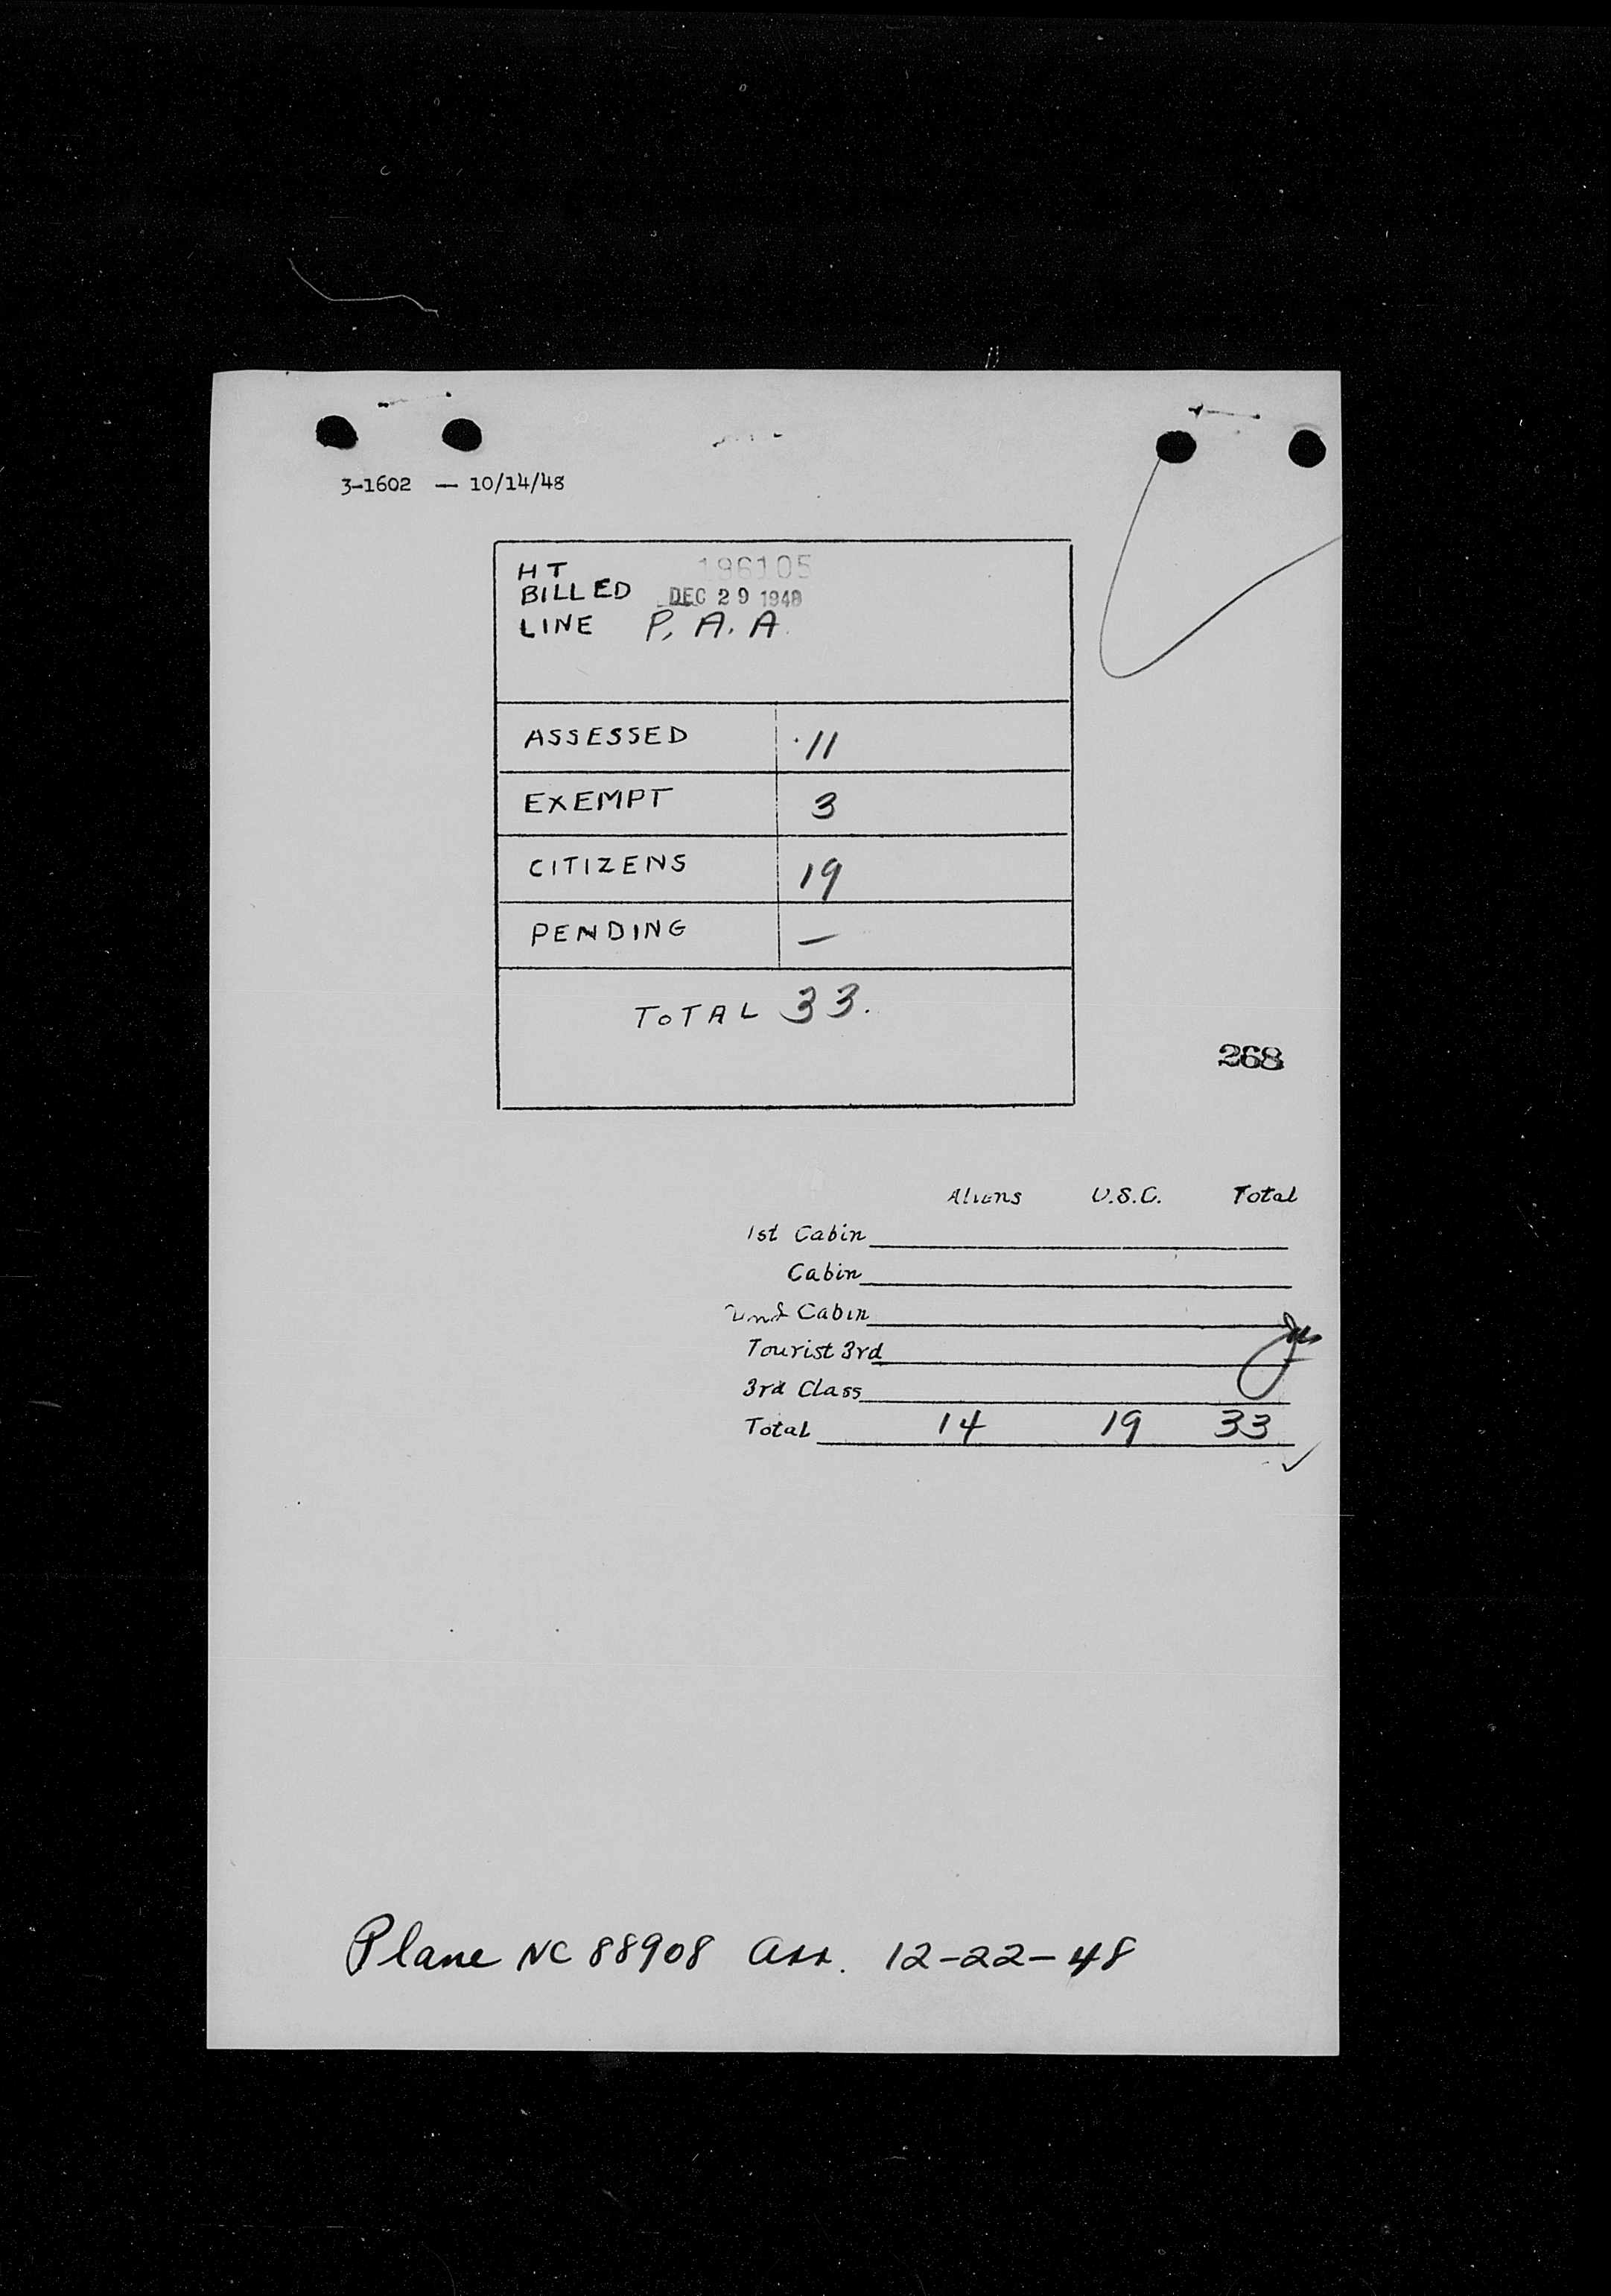 3-1602 — 10/14/48
HT 196105
BILLED DEC 29 1948
LINE P. A. A.
ASSESSED 11
EXEMPT 3
CITIZENS 19
PENDING —
TOTAL 33.
268
Aliens U.S.C. Total
1st Cabin
Cabin
2nd Cabin
Tourist 3rd
3rd Class
Total 14 19 33
Plane NC 88908 arr. 12-22-48